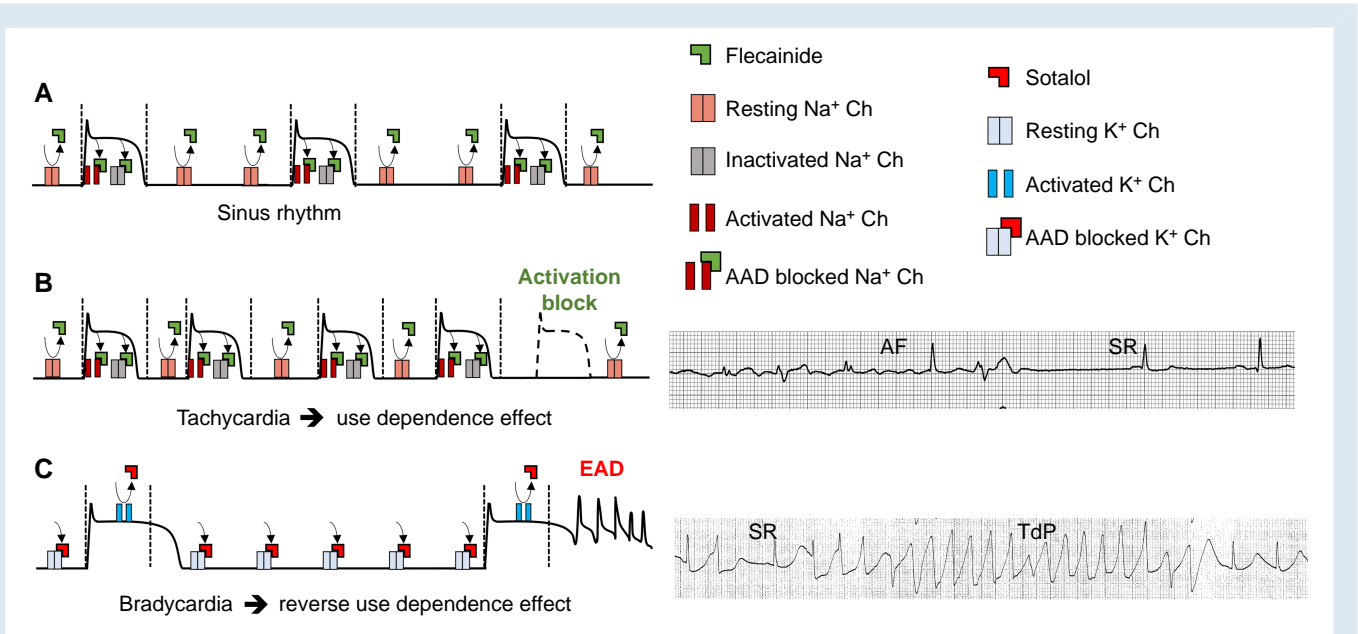 A
Sinus rhythm
B
Activation
block
Tachycardia ➔ use dependence effect
C
EAD
Bradycardia ➔ reverse use dependence effect
Flecainide
Resting Na⁺ Ch
Inactivated Na⁺ Ch
Activated Na⁺ Ch
AAD blocked Na⁺ Ch
Sotalol
Resting K⁺ Ch
Activated K⁺ Ch
AAD blocked K⁺ Ch
AF SR
SR TdP